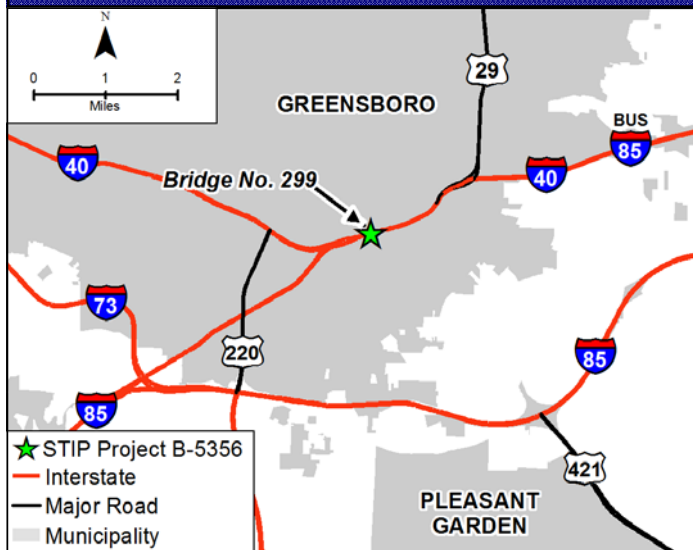 N
0 1 2
Miles
29
GREENSBORO
BUS
85
40
40
Bridge No. 299
73
220
85
85
421
PLEASANT
GARDEN
STIP Project B-5356
Interstate
Major Road
Municipality